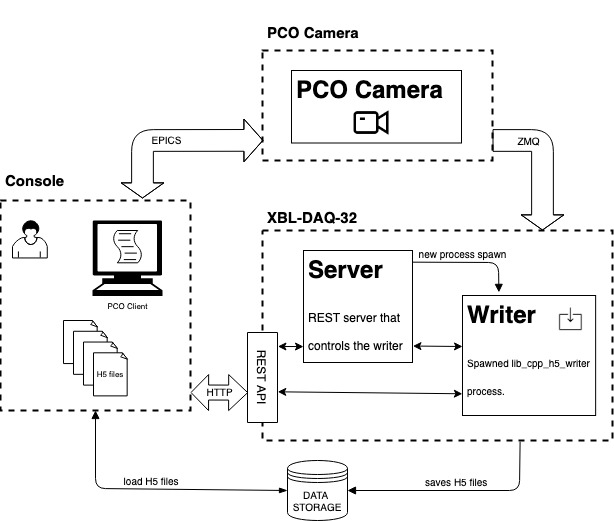 PCO Camera
PCO Camera
EPICS
ZMQ
Console
XBL-DAQ-32
PCO Client
H5 files
new process spawn
Server
REST server that
controls the writer
Writer
Spawned lib_cpp_h5_writer
process.
REST API
HTTP
load H5 files
saves H5 files
DATA
STORAGE